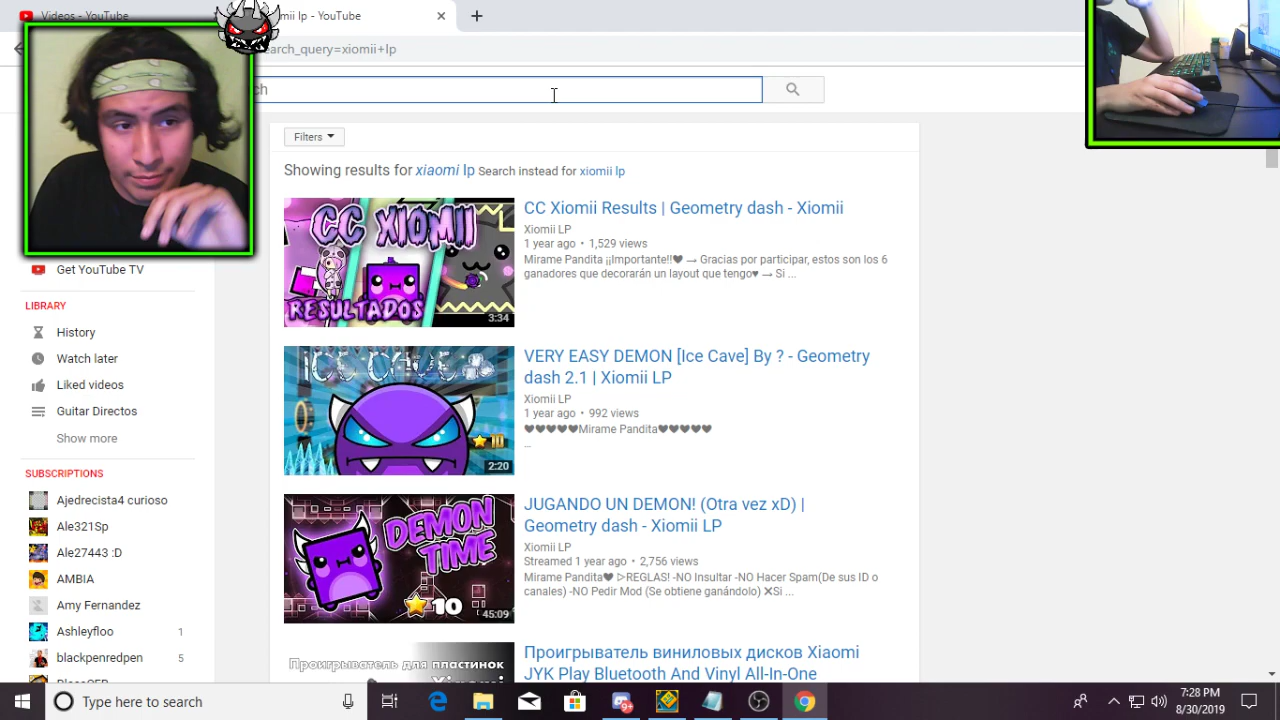 Videos - YouTube
mii lp - YouTube
earch_query=xiomii+lp
ch
Filters
Showing results for xiaomi lp Search instead for xiomii lp
CC XIOMII
RESULTADOS
3:34
CC Xiomii Results | Geometry dash - Xiomii
Xiomii LP
1 year ago • 1,529 views
Mirame Pandita ¡¡Importante!!♥ → Gracias por participar, estos son los 6
ganadores que decorarán un layout que tengo♥ → Si ...
Get YouTube TV
LIBRARY
History
Watch later
Liked videos
Guitar Directos
Show more
ICE CAVE
2:20
VERY EASY DEMON [Ice Cave] By ? - Geometry
dash 2.1 | Xiomii LP
Xiomii LP
1 year ago • 992 views
♥♥♥♥♥Mirame Pandita♥♥♥♥♥
...
SUBSCRIPTIONS
Ajedrecista4 curioso
Ale321Sp
Ale27443 :D
AMBIA
Amy Fernandez
Ashleyfloo 1
blackpenredpen 5
DEMON
TIME
10
45:09
JUGANDO UN DEMON! (Otra vez xD) |
Geometry dash - Xiomii LP
Xiomii LP
Streamed 1 year ago • 2,756 views
Mirame Pandita♥ ▷REGLAS! -NO Insultar -NO Hacer Spam(De sus ID o
canales) -NO Pedir Mod (Se obtiene ganándolo) ✕Si ...
Проигрыватель для пластинок
Проигрыватель виниловых дисков Xiaomi
JYK Play Bluetooth And Vinyl All-In-One
Type here to search
7:28 PM
8/30/2019